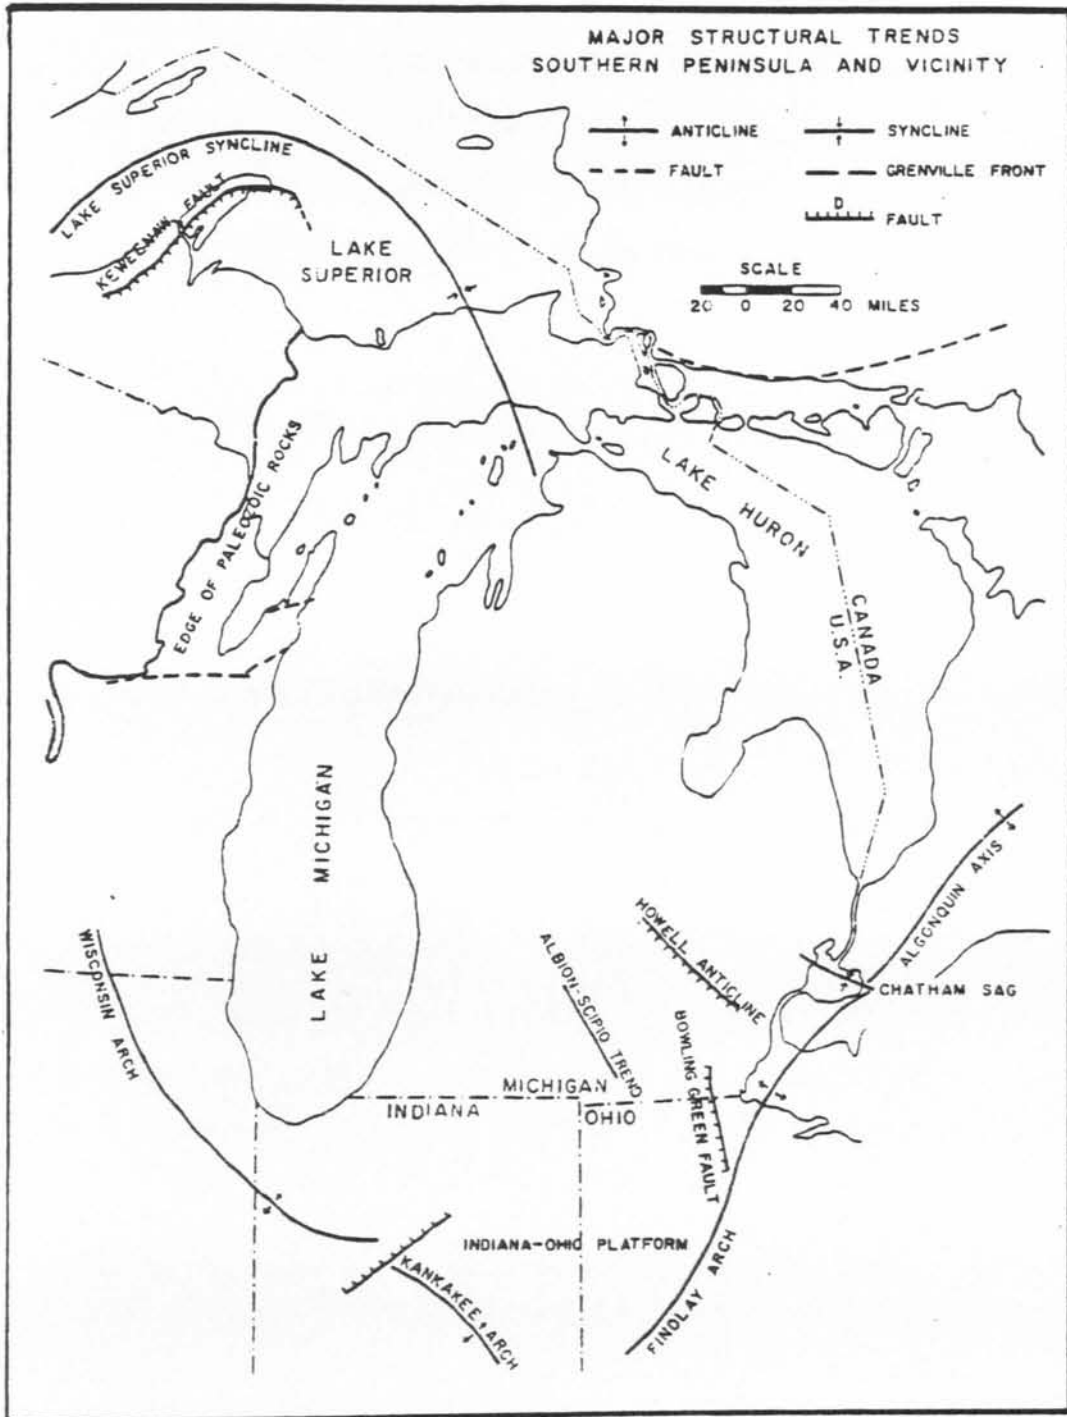 MAJOR STRUCTURAL TRENDS
SOUTHERN PENINSULA AND VICINITY
ANTICLINE
SYNCLINE
FAULT
GRENVILLE FRONT
D
FAULT
SCALE
20 0 20 40 MILES
LAKE SUPERIOR SYNCLINE
KEWEENAW FAULT
LAKE
SUPERIOR
EDGE OF PALEOZOIC ROCKS
LAKE HURON
CANADA
U.S.A.
LAKE MICHIGAN
WISCONSIN ARCH
ALBION-SCIPIO TREND
HOWELL ANTICLINE
ALGONQUIN AXIS
CHATHAM SAG
BOWLING GREEN FAULT
MICHIGAN
INDIANA
OHIO
INDIANA-OHIO PLATFORM
KANKAKEE ARCH
FINDLAY ARCH